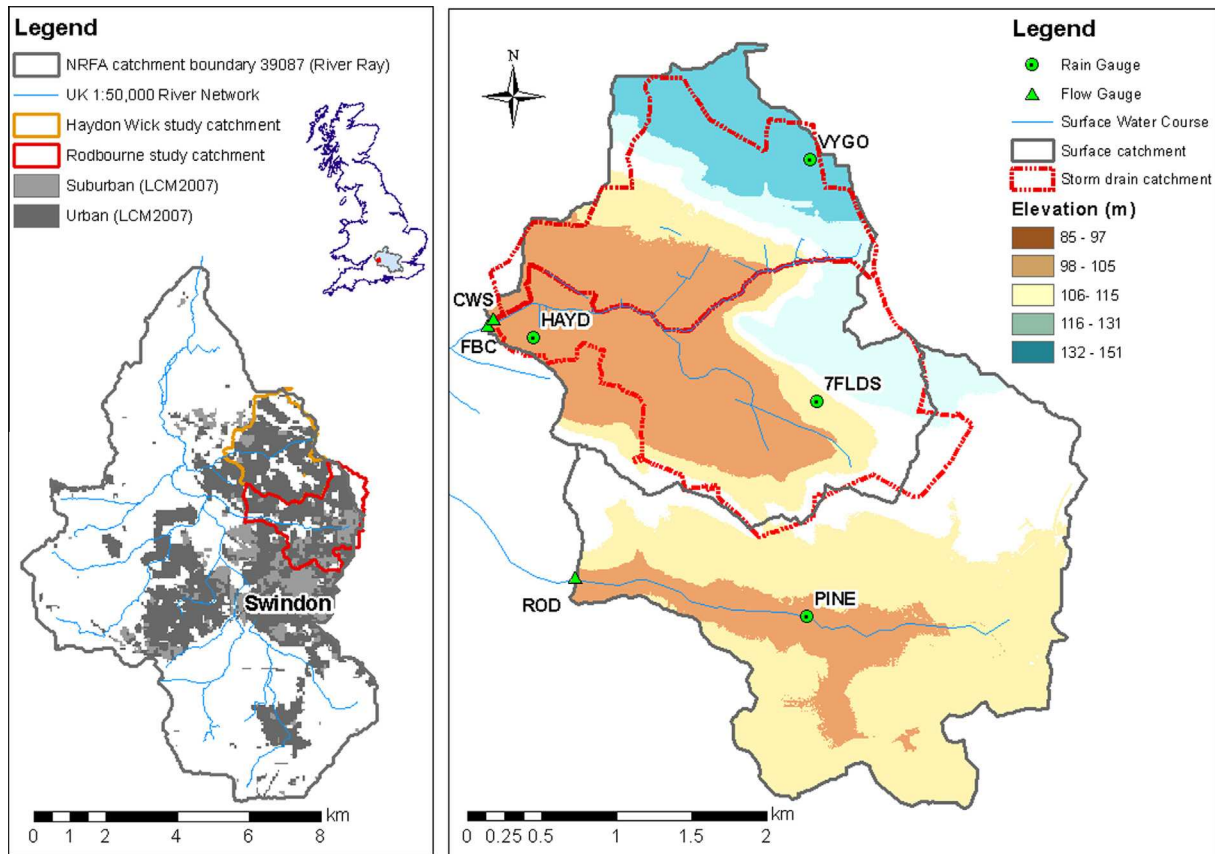 Legend
NRFA catchment boundary 39087 (River Ray)
UK 1:50,000 River Network
Haydon Wick study catchment
Rodbourne study catchment
Suburban (LCM2007)
Urban (LCM2007)
Swindon
km
0 1 2 4 6 8
Legend
Rain Gauge
Flow Gauge
Surface Water Course
Surface catchment
Storm drain catchment
Elevation (m)
85 - 97
98 - 105
106- 115
116 - 131
132 - 151
N
VYGO
CWS
HAYD
FBC
7FLDS
ROD
PINE
km
0 0.25 0.5 1 2